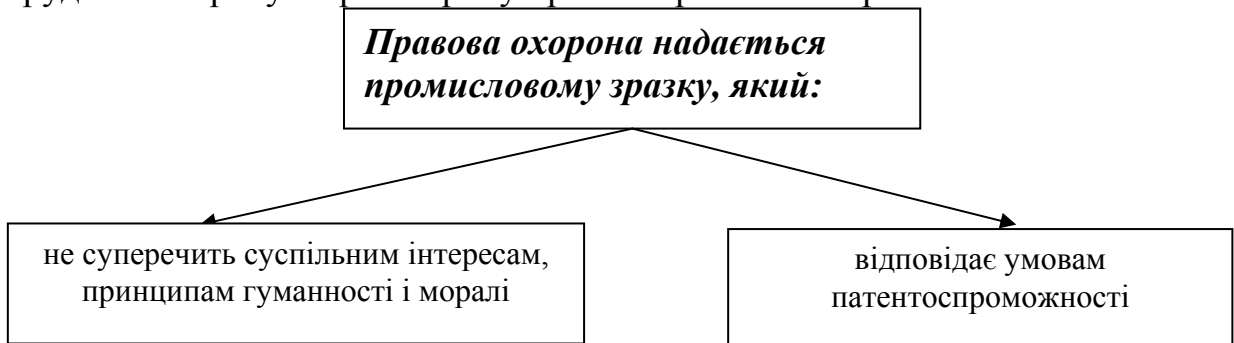 Правова охорона надається
промисловому зразку, який:
не суперечить суспільним інтересам,
принципам гуманності і моралі
відповідає умовам
патентоспроможності